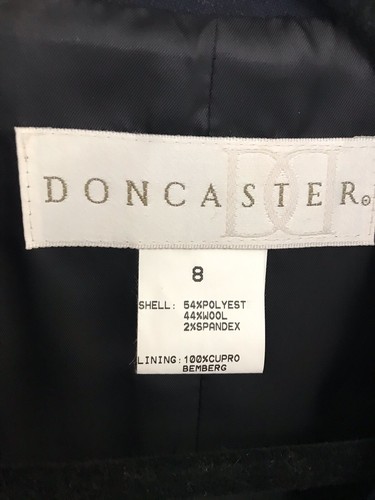 DONCASTER®
8
SHELL: 54%POLYEST
44%WOOL
2%SPANDEX
LINING:100%CUPRO
BEMBERG